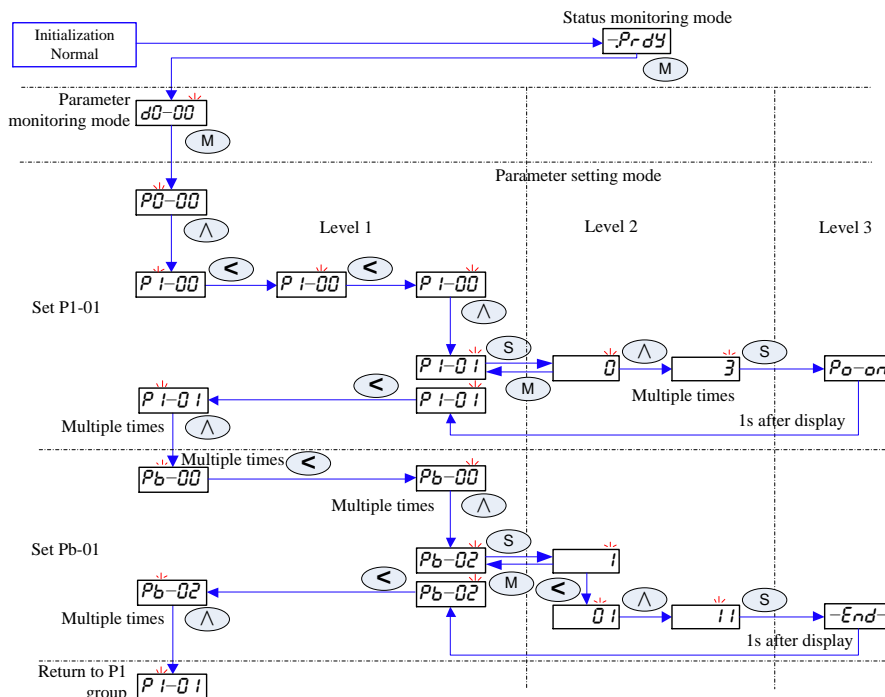 Status monitoring mode
Initialization
Normal
-.Prdy
M
Parameter
monitoring mode
d0-00
M
Parameter setting mode
P0-00
∧
Level 1
Level 2
Level 3
P1-00
<
P1-00
<
P1-00
Set P1-01
∧
P1-01
S
0
∧
3
S
Po-on
M
Multiple times
P1-01
<
P1-01
1s after display
Multiple times
∧
Multiple times
<
Pb-00
Pb-00
Multiple times
∧
Set Pb-01
Pb-02
S
1
M
Pb-02
<
Pb-02
<
01
∧
11
S
-End-
Multiple times
∧
1s after display
Return to P1
group
P1-01